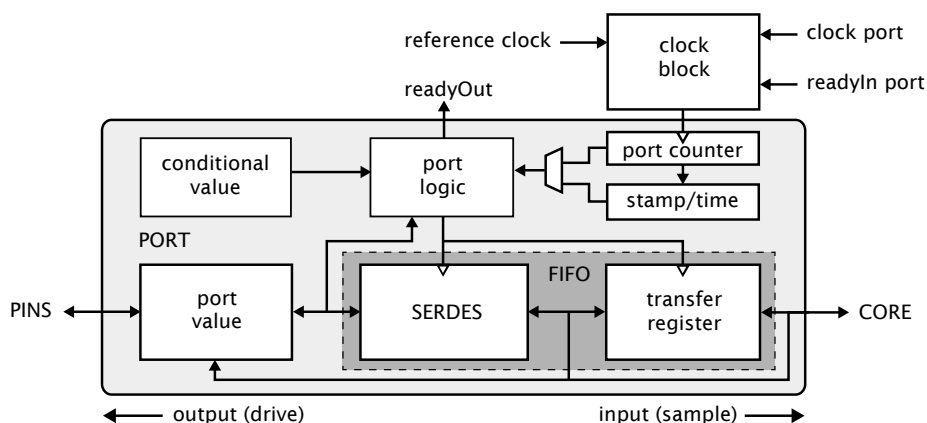 reference clock
clock
block
clock port
readyIn port
readyOut
conditional
value
port
logic
port counter
stamp/time
PORT
FIFO
PINS
port
value
SERDES
transfer
register
CORE
output (drive)
input (sample)